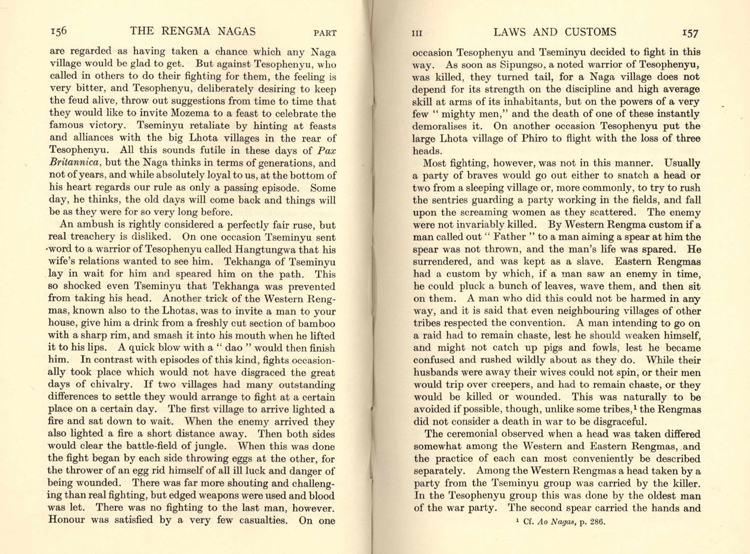 156 THE RENGMA NAGAS PART
are regarded as having taken a chance which any Naga
village would be glad to get. But against Tesophenyu, who
called in others to do their fighting for them, the feeling is
very bitter, and Tesophenyu, deliberately desiring to keep
the feud alive, throw out suggestions from time to time that
they would like to invite Mozema to a feast to celebrate the
famous victory. Tseminyu retaliate by hinting at feasts
and alliances with the big Lhota villages in the rear of
Tesophenyu. All this sounds futile in these days of Pax
Britannica, but the Naga thinks in terms of generations, and
not of years, and while absolutely loyal to us, at the bottom of
his heart regards our rule as only a passing episode. Some
day, he thinks, the old days will come back and things will
be as they were for so very long before.
An ambush is rightly considered a perfectly fair ruse, but
real treachery is disliked. On one occasion Tseminyu sent
word to a warrior of Tesophenyu called Hangtungwa that his
wife's relations wanted to see him. Tekhanga of Tseminyu
lay in wait for him and speared him on the path. This
so shocked even Tseminyu that Tekhanga was prevented
from taking his head. Another trick of the Western Reng-
mas, known also to the Lhotas, was to invite a man to your
house, give him a drink from a freshly cut section of bamboo
with a sharp rim, and smash it into his mouth when he lifted
it to his lips. A quick blow with a "dao" would then finish
him. In contrast with episodes of this kind, fights occasion-
ally took place which would not have disgraced the great
days of chivalry. If two villages had many outstanding
differences to settle they would arrange to fight at a certain
place on a certain day. The first village to arrive lighted a
fire and sat down to wait. When the enemy arrived they
also lighted a fire a short distance away. Then both sides
would clear the battle-field of jungle. When this was done
the fight began by each side throwing eggs at the other, for
the thrower of an egg rid himself of all ill luck and danger of
being wounded. There was far more shouting and challeng-
ing than real fighting, but edged weapons were used and blood
was let. There was no fighting to the last man, however.
Honour was satisfied by a very few casualties. On one
III LAWS AND CUSTOMS 157
occasion Tesophenyu and Tseminyu decided to fight in this
way. As soon as Sipungso, a noted warrior of Tesophenyu,
was killed, they turned tail, for a Naga village does not
depend for its strength on the discipline and high average
skill at arms of its inhabitants, but on the powers of a very
few "mighty men," and the death of one of these instantly
demoralises it. On another occasion Tesophenyu put the
large Lhota village of Phiro to flight with the loss of three
heads.
Most fighting, however, was not in this manner. Usually
a party of braves would go out either to snatch a head or
two from a sleeping village or, more commonly, to try to rush
the sentries guarding a party working in the fields, and fall
upon the screaming women as they scattered. The enemy
were not invariably killed. By Western Rengma custom if a
man called out "Father" to a man aiming a spear at him the
spear was not thrown, and the man's life was spared. He
surrendered, and was kept as a slave. Eastern Rengmas
had a custom by which, if a man saw an enemy in time,
he could pluck a bunch of leaves, wave them, and then sit
on them. A man who did this could not be harmed in any
way, and it is said that even neighbouring villages of other
tribes respected the convention. A man intending to go on
a raid had to remain chaste, lest he should weaken himself,
and might not catch up pigs and fowls, lest he became
confused and rushed wildly about as they do. While their
husbands were away their wives could not spin, or their men
would trip over creepers, and had to remain chaste, or they
would be killed or wounded. This was naturally to be
avoided if possible, though, unlike some tribes,¹ the Rengmas
did not consider a death in war to be disgraceful.
The ceremonial observed when a head was taken differed
somewhat among the Western and Eastern Rengmas, and
the practice of each can most conveniently be described
separately. Among the Western Rengmas a head taken by a
party from the Tseminyu group was carried by the killer.
In the Tesophenyu group this was done by the oldest man
of the war party. The second spear carried the hands and
¹ Cf. Ao Nagas, p. 286.